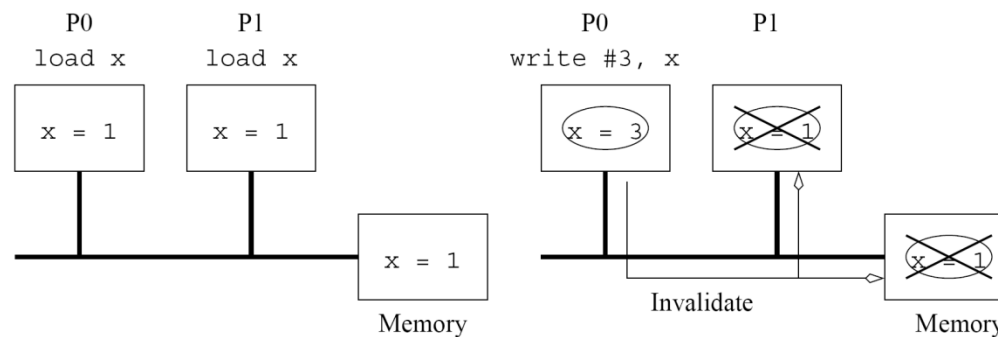 P0 P1
load x load x
x = 1 x = 1
x = 1
Memory
P0 P1
write #3, x
x = 3 x = 1
x = 1
Invalidate
Memory